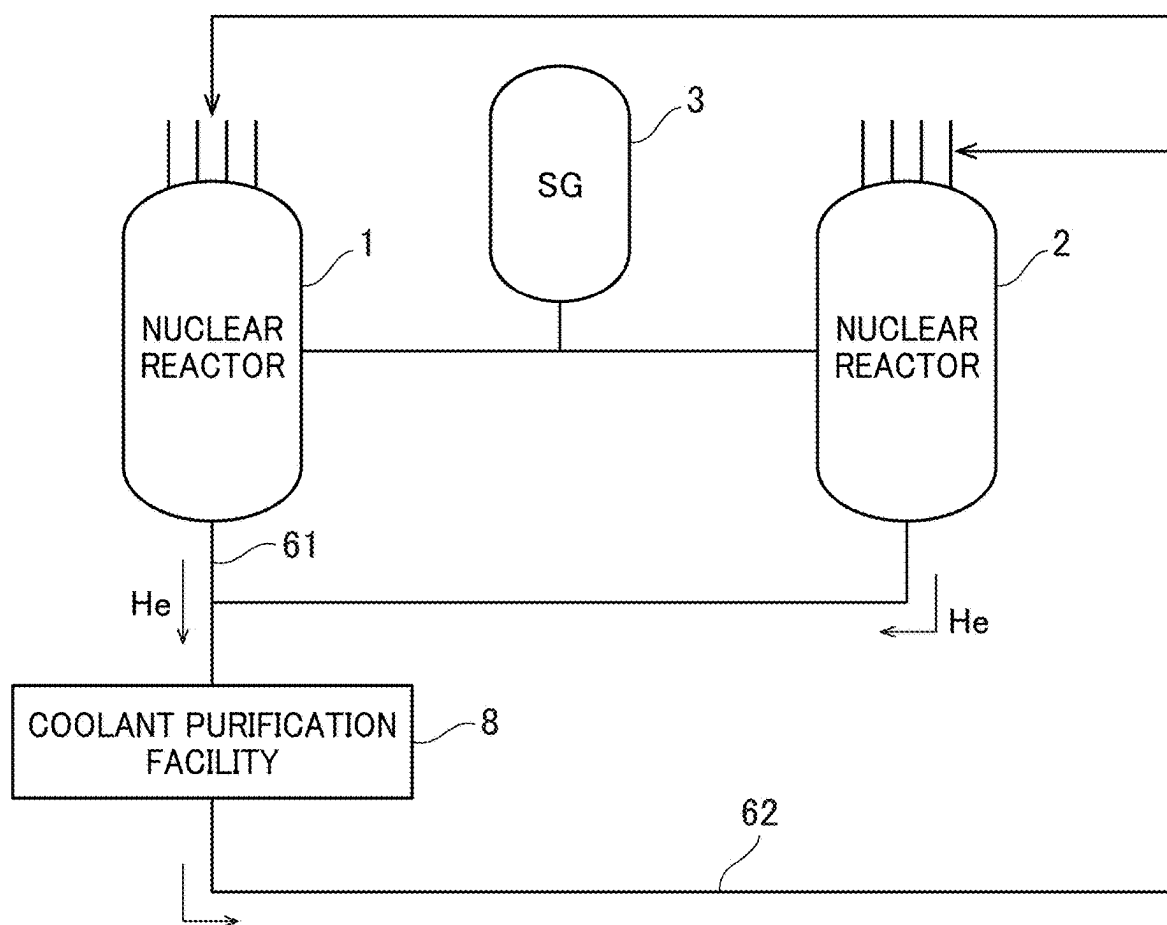 3
SG
1
2
NUCLEAR
REACTOR
NUCLEAR
REACTOR
61
He
He
COOLANT PURIFICATION
FACILITY
8
62